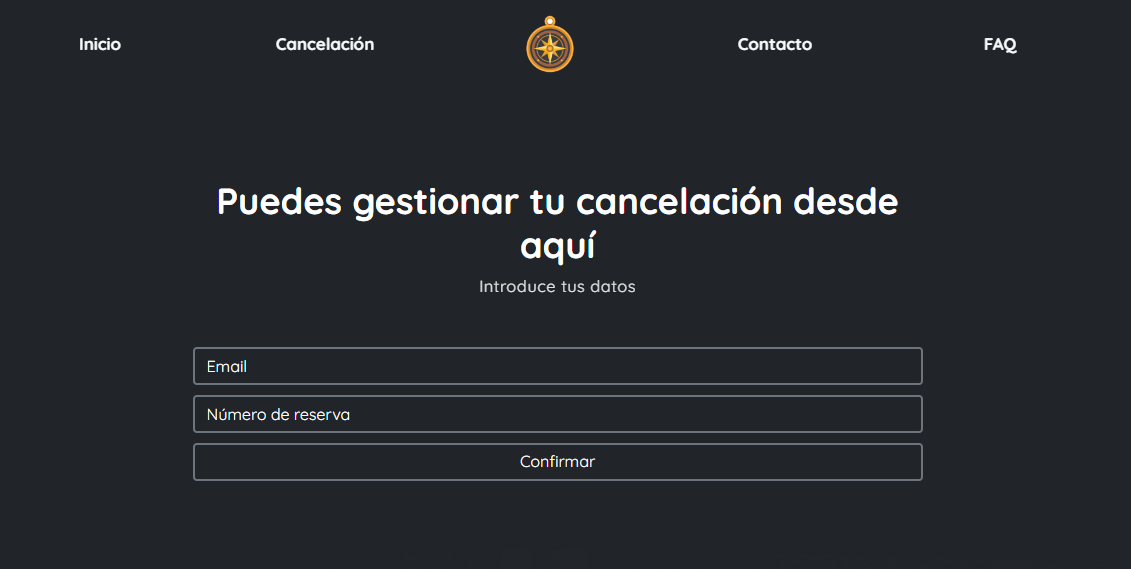 Inicio
Cancelación
Contacto
FAQ
Puedes gestionar tu cancelación desde
aquí
Introduce tus datos
Email
Número de reserva
Confirmar